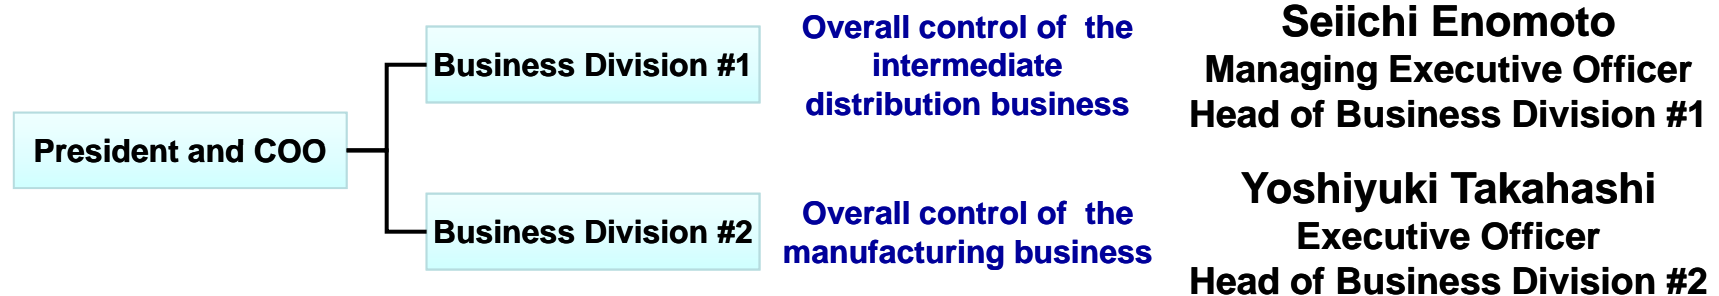 President and COO
Business Division #1
Overall control of the
intermediate
distribution business
Seiichi Enomoto
Managing Executive Officer
Head of Business Division #1
Business Division #2
Overall control of the
manufacturing business
Yoshiyuki Takahashi
Executive Officer
Head of Business Division #2